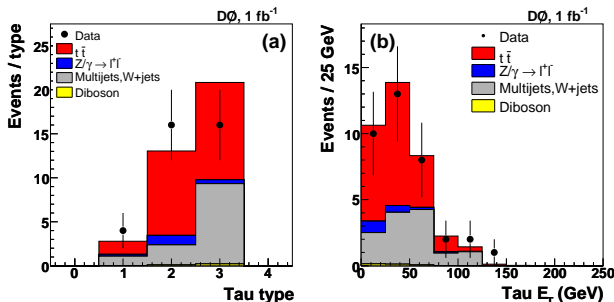 DØ, 1 fb⁻¹
Events / type
25
20
15
10
5
0
(a)
Data
t t̄
Z/γ→ l⁺l⁻
Multijets,W+jets
Diboson
0 1 2 3 4
Tau type
DØ, 1 fb⁻¹
Events / 25 GeV
15
10
5
0
(b)
Data
t t̄
Z/γ→ l⁺l⁻
Multijets,W+jets
Diboson
0 50 100 150 200 250
Tau E_T (GeV)